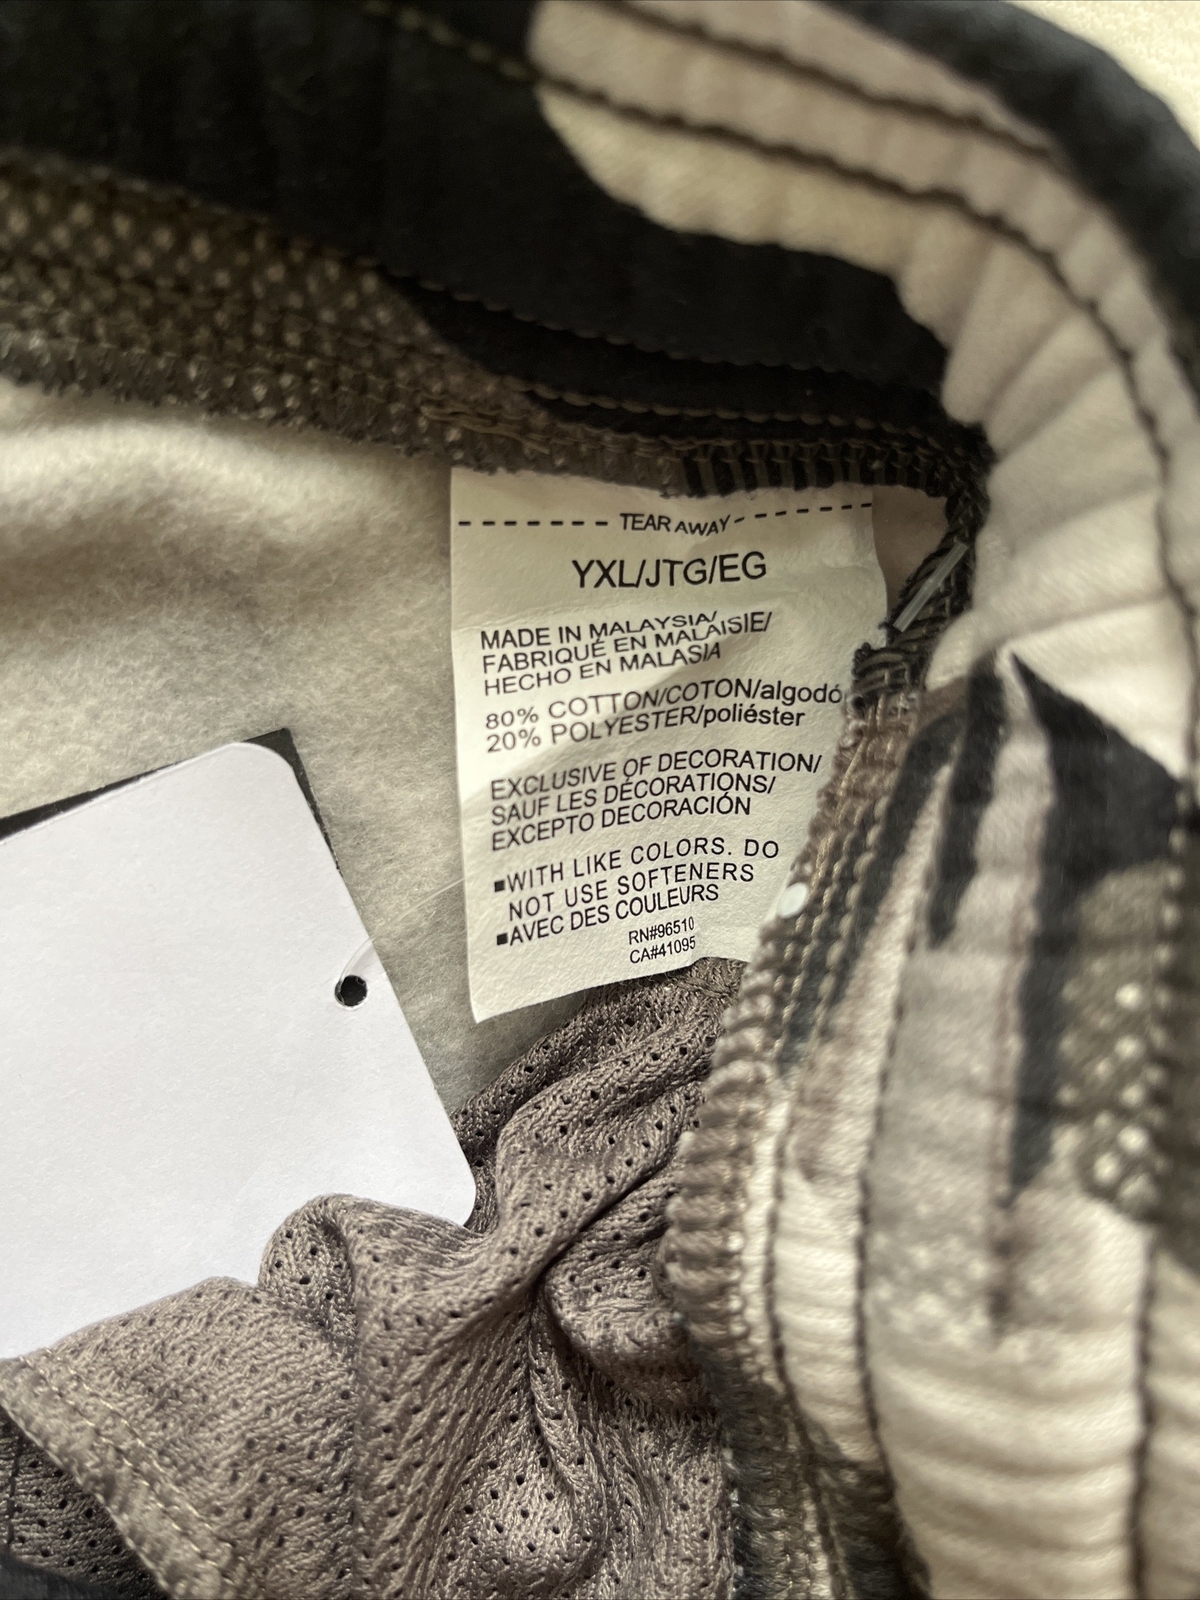 TEAR AWAY
YXL/JTG/EG
MADE IN MALAYSIA/
FABRIQUÉ EN MALAISIE/
HECHO EN MALASIA
80% COTTON/COTON/algodó
20% POLYESTER/poliéster
EXCLUSIVE OF DECORATION/
SAUF LES DÉCORATIONS/
EXCEPTO DECORACIÓN
■WITH LIKE COLORS. DO
NOT USE SOFTENERS
■AVEC DES COULEURS
RN#96510
CA#41095